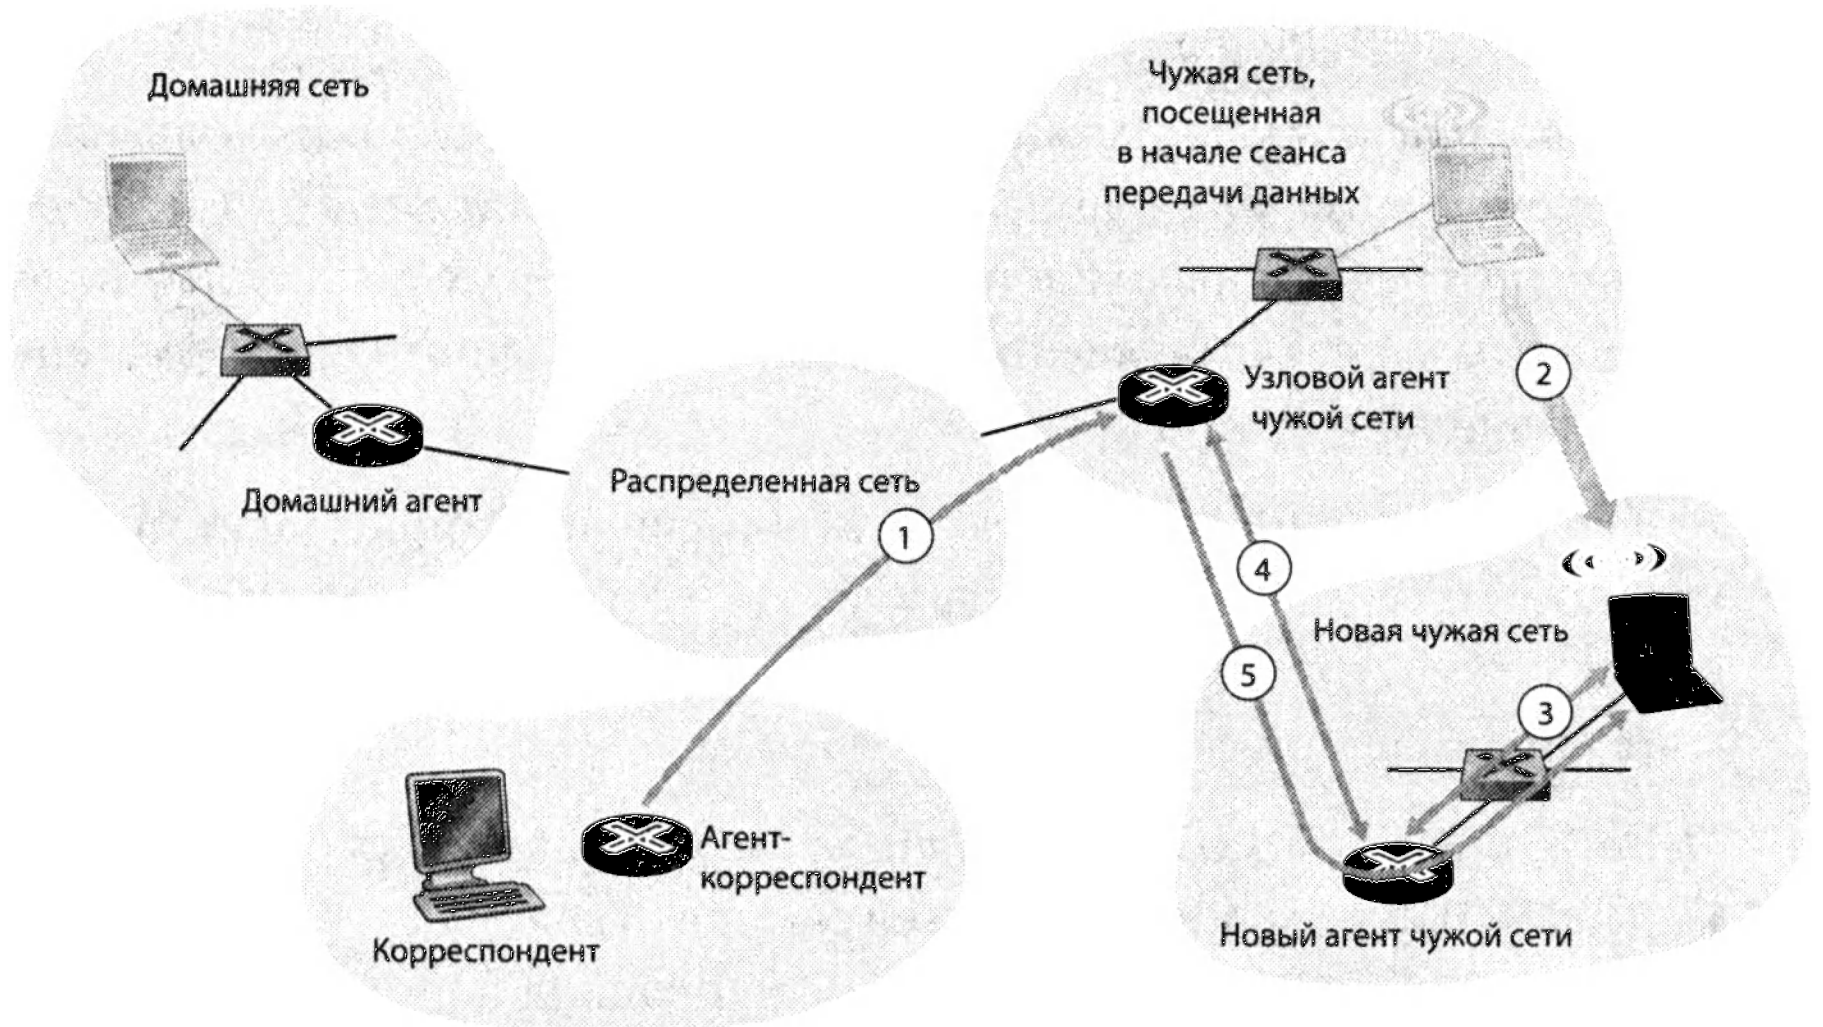 Домашняя сеть
Домашний агент
Распределенная сеть
Чужая сеть,
посещенная
в начале сеанса
передачи данных
Узловой агент
чужой сети
1
2
4
5
3
Новая чужая сеть
Новый агент чужой сети
Агент-
корреспондент
Корреспондент